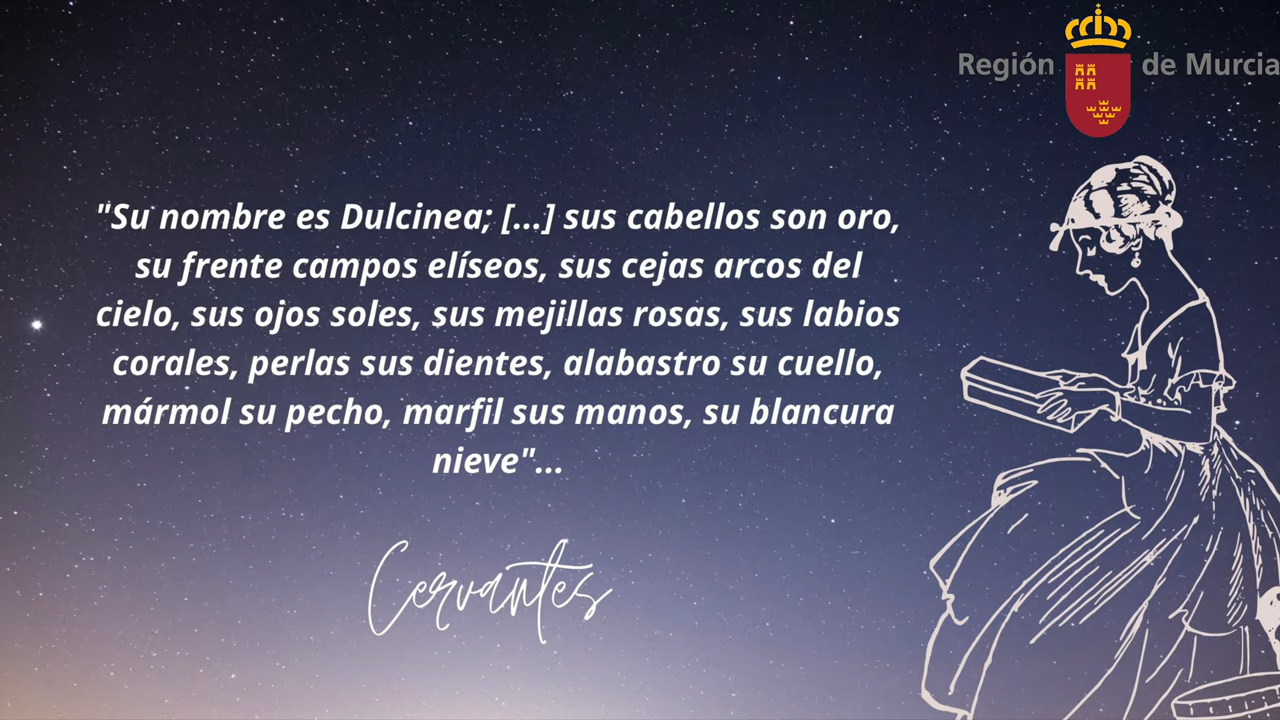 Región de Murcia
"Su nombre es Dulcinea; [...] sus cabellos son oro,
su frente campos elíseos, sus cejas arcos del
cielo, sus ojos soles, sus mejillas rosas, sus labios
corales, perlas sus dientes, alabastro su cuello,
mármol su pecho, marfil sus manos, su blancura
nieve"...
Cervantes